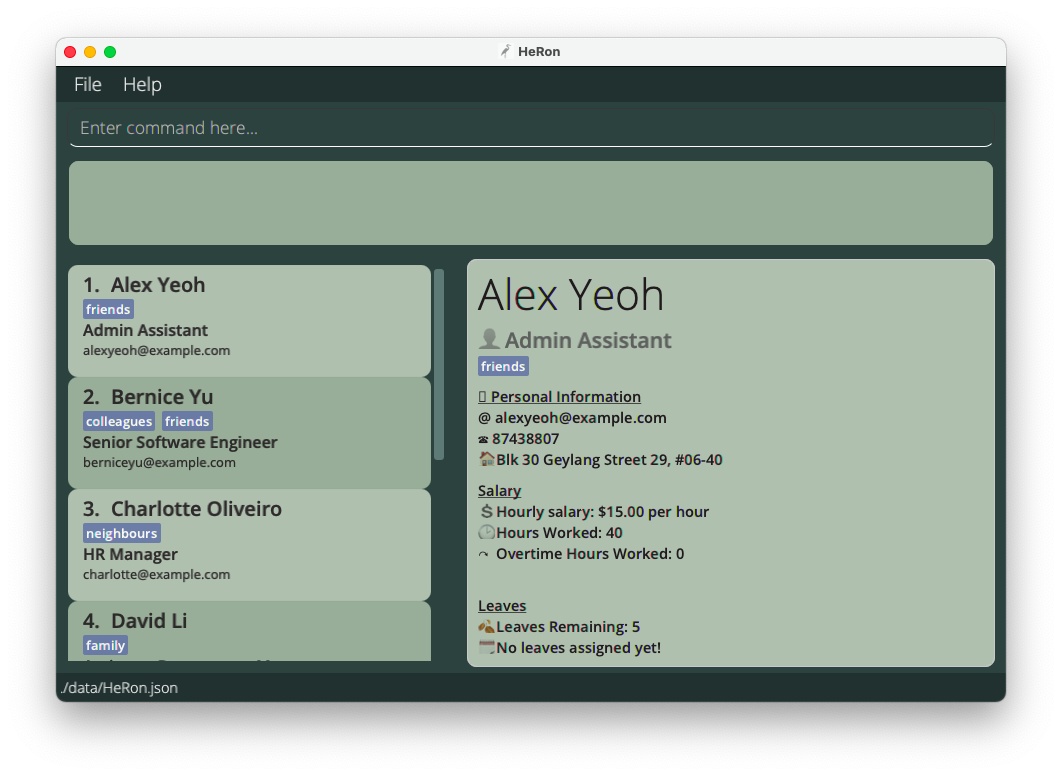 HeRon
File Help
Enter command here...
1. Alex Yeoh
friends
Admin Assistant
alexyeoh@example.com
2. Bernice Yu
colleagues friends
Senior Software Engineer
berniceyu@example.com
3. Charlotte Oliveiro
neighbours
HR Manager
charlotte@example.com
4. David Li
family
Alex Yeoh
Admin Assistant
friends
Personal Information
@ alexyeoh@example.com
☎ 87438807
Blk 30 Geylang Street 29, #06-40
Salary
$ Hourly salary: $15.00 per hour
Hours Worked: 40
Overtime Hours Worked: 0
Leaves
Leaves Remaining: 5
No leaves assigned yet!
./data/HeRon.json